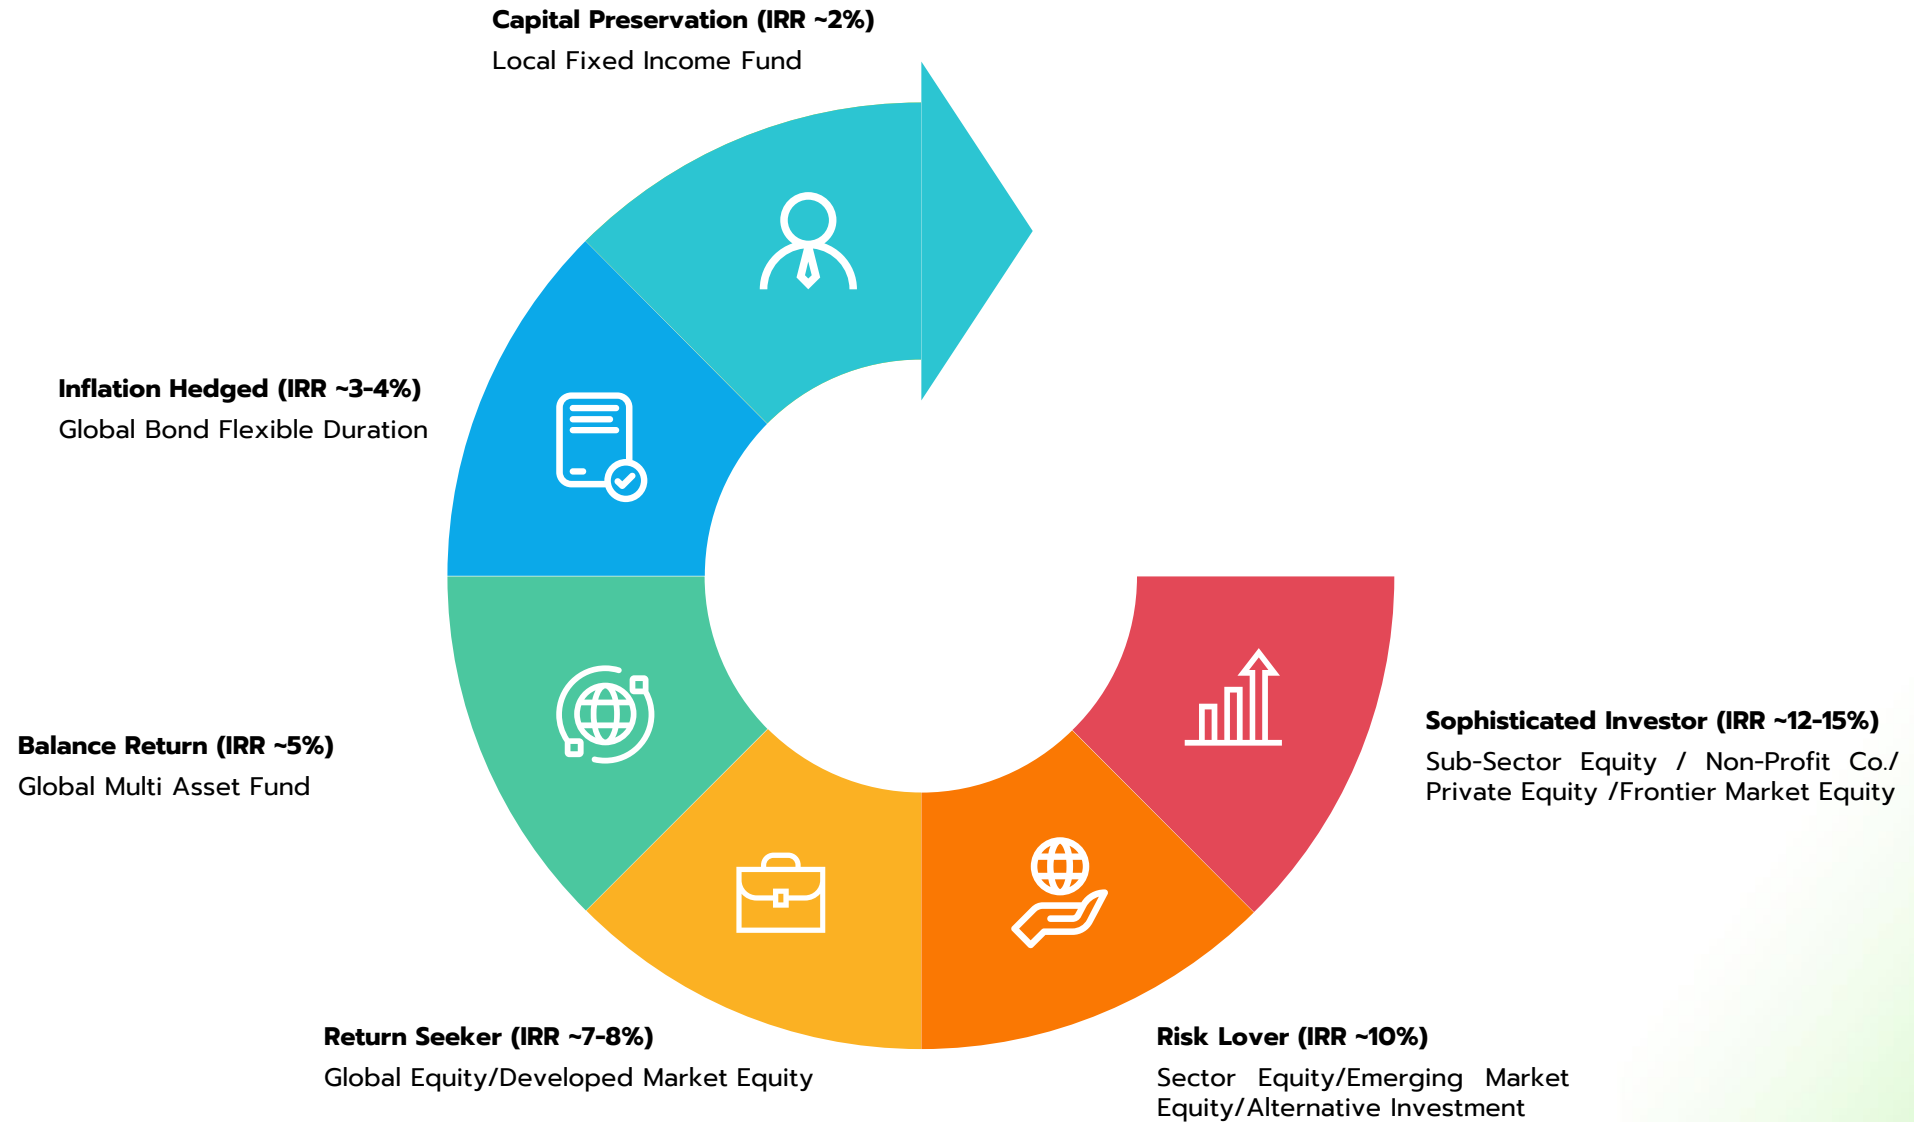 Capital Preservation (IRR ~2%)
Local Fixed Income Fund
Inflation Hedged (IRR ~3-4%)
Global Bond Flexible Duration
Balance Return (IRR ~5%)
Global Multi Asset Fund
Return Seeker (IRR ~7-8%)
Global Equity/Developed Market Equity
Risk Lover (IRR ~10%)
Sector Equity/Emerging Market
Equity/Alternative Investment
Sophisticated Investor (IRR ~12-15%)
Sub-Sector Equity / Non-Profit Co./
Private Equity /Frontier Market Equity